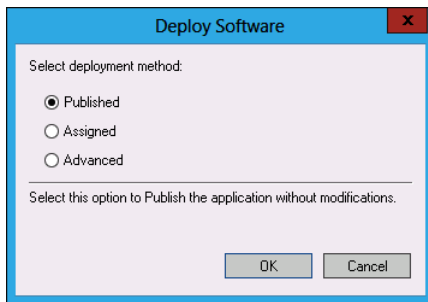 Deploy Software
x
Select deployment method:
Published
Assigned
Advanced
Select this option to Publish the application without modifications.
OK Cancel